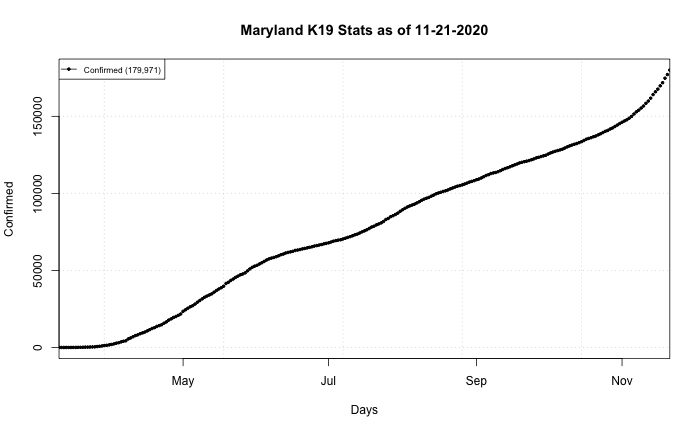 Maryland K19 Stats as of 11-21-2020
Confirmed (179,971)
150000
100000
50000
0
Confirmed
May Jul Sep Nov
Days